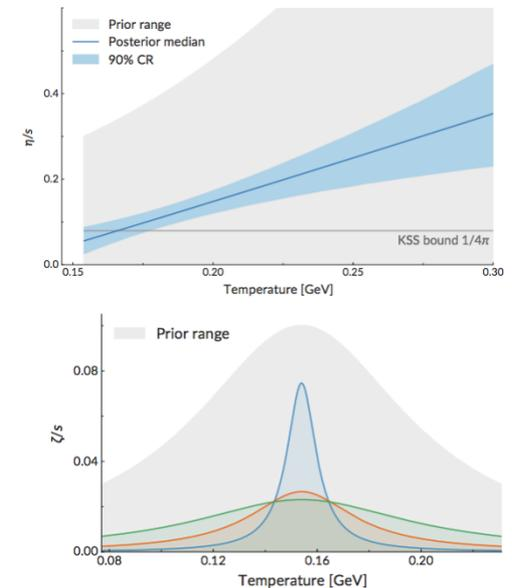 Prior range
Posterior median
90% CR
0.4
η/s
0.2
KSS bound 1/4π
0.0
0.15
0.20
0.25
0.30
Temperature [GeV]
Prior range
0.08
ζ/s
0.04
0.00
0.08
0.12
0.16
0.20
Temperature [GeV]